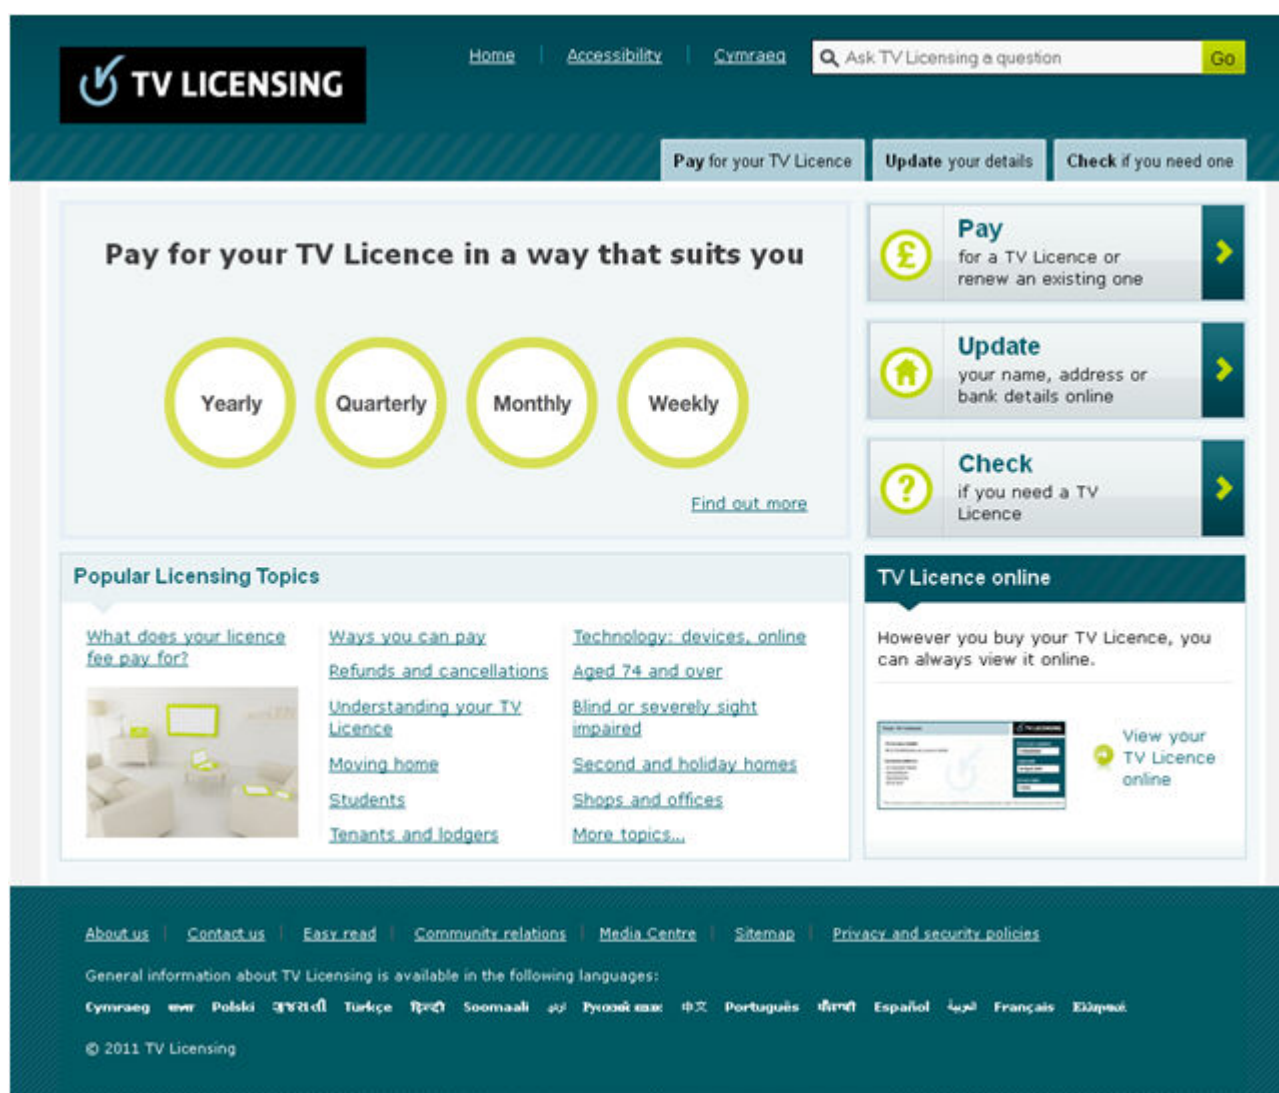 TV LICENSING
Home
Accessibility
Cymraeg
Ask TV Licensing a question
Go
Pay for your TV Licence
Update your details
Check if you need one
Pay for your TV Licence in a way that suits you
Yearly
Quarterly
Monthly
Weekly
Find out more
Pay
for a TV Licence or
renew an existing one
Update
your name, address or
bank details online
Check
if you need a TV
Licence
Popular Licensing Topics
What does your licence
fee pay for?
Ways you can pay
Refunds and cancellations
Understanding your TV
Licence
Moving home
Students
Tenants and lodgers
Technology: devices, online
Aged 74 and over
Blind or severely sight
impaired
Second and holiday homes
Shops and offices
More topics...
TV Licence online
However you buy your TV Licence, you
can always view it online.
View your
TV Licence
online
About us
Contact us
Easy read
Community relations
Media Centre
Sitemap
Privacy and security policies
General information about TV Licensing is available in the following languages:
Cymraeg Polski ગુજરાતી Türkçe हिन्दी Soomaali اردو 中文 Português Español العربية Français Ελληνικά
© 2011 TV Licensing